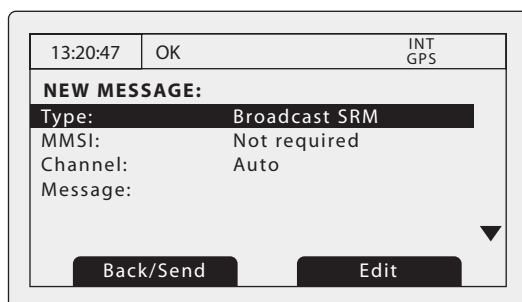 13:20:47 OK INT
GPS
NEW MESSAGE:
Type: Broadcast SRM
MMSI: Not required
Channel: Auto
Message:
Back/Send Edit